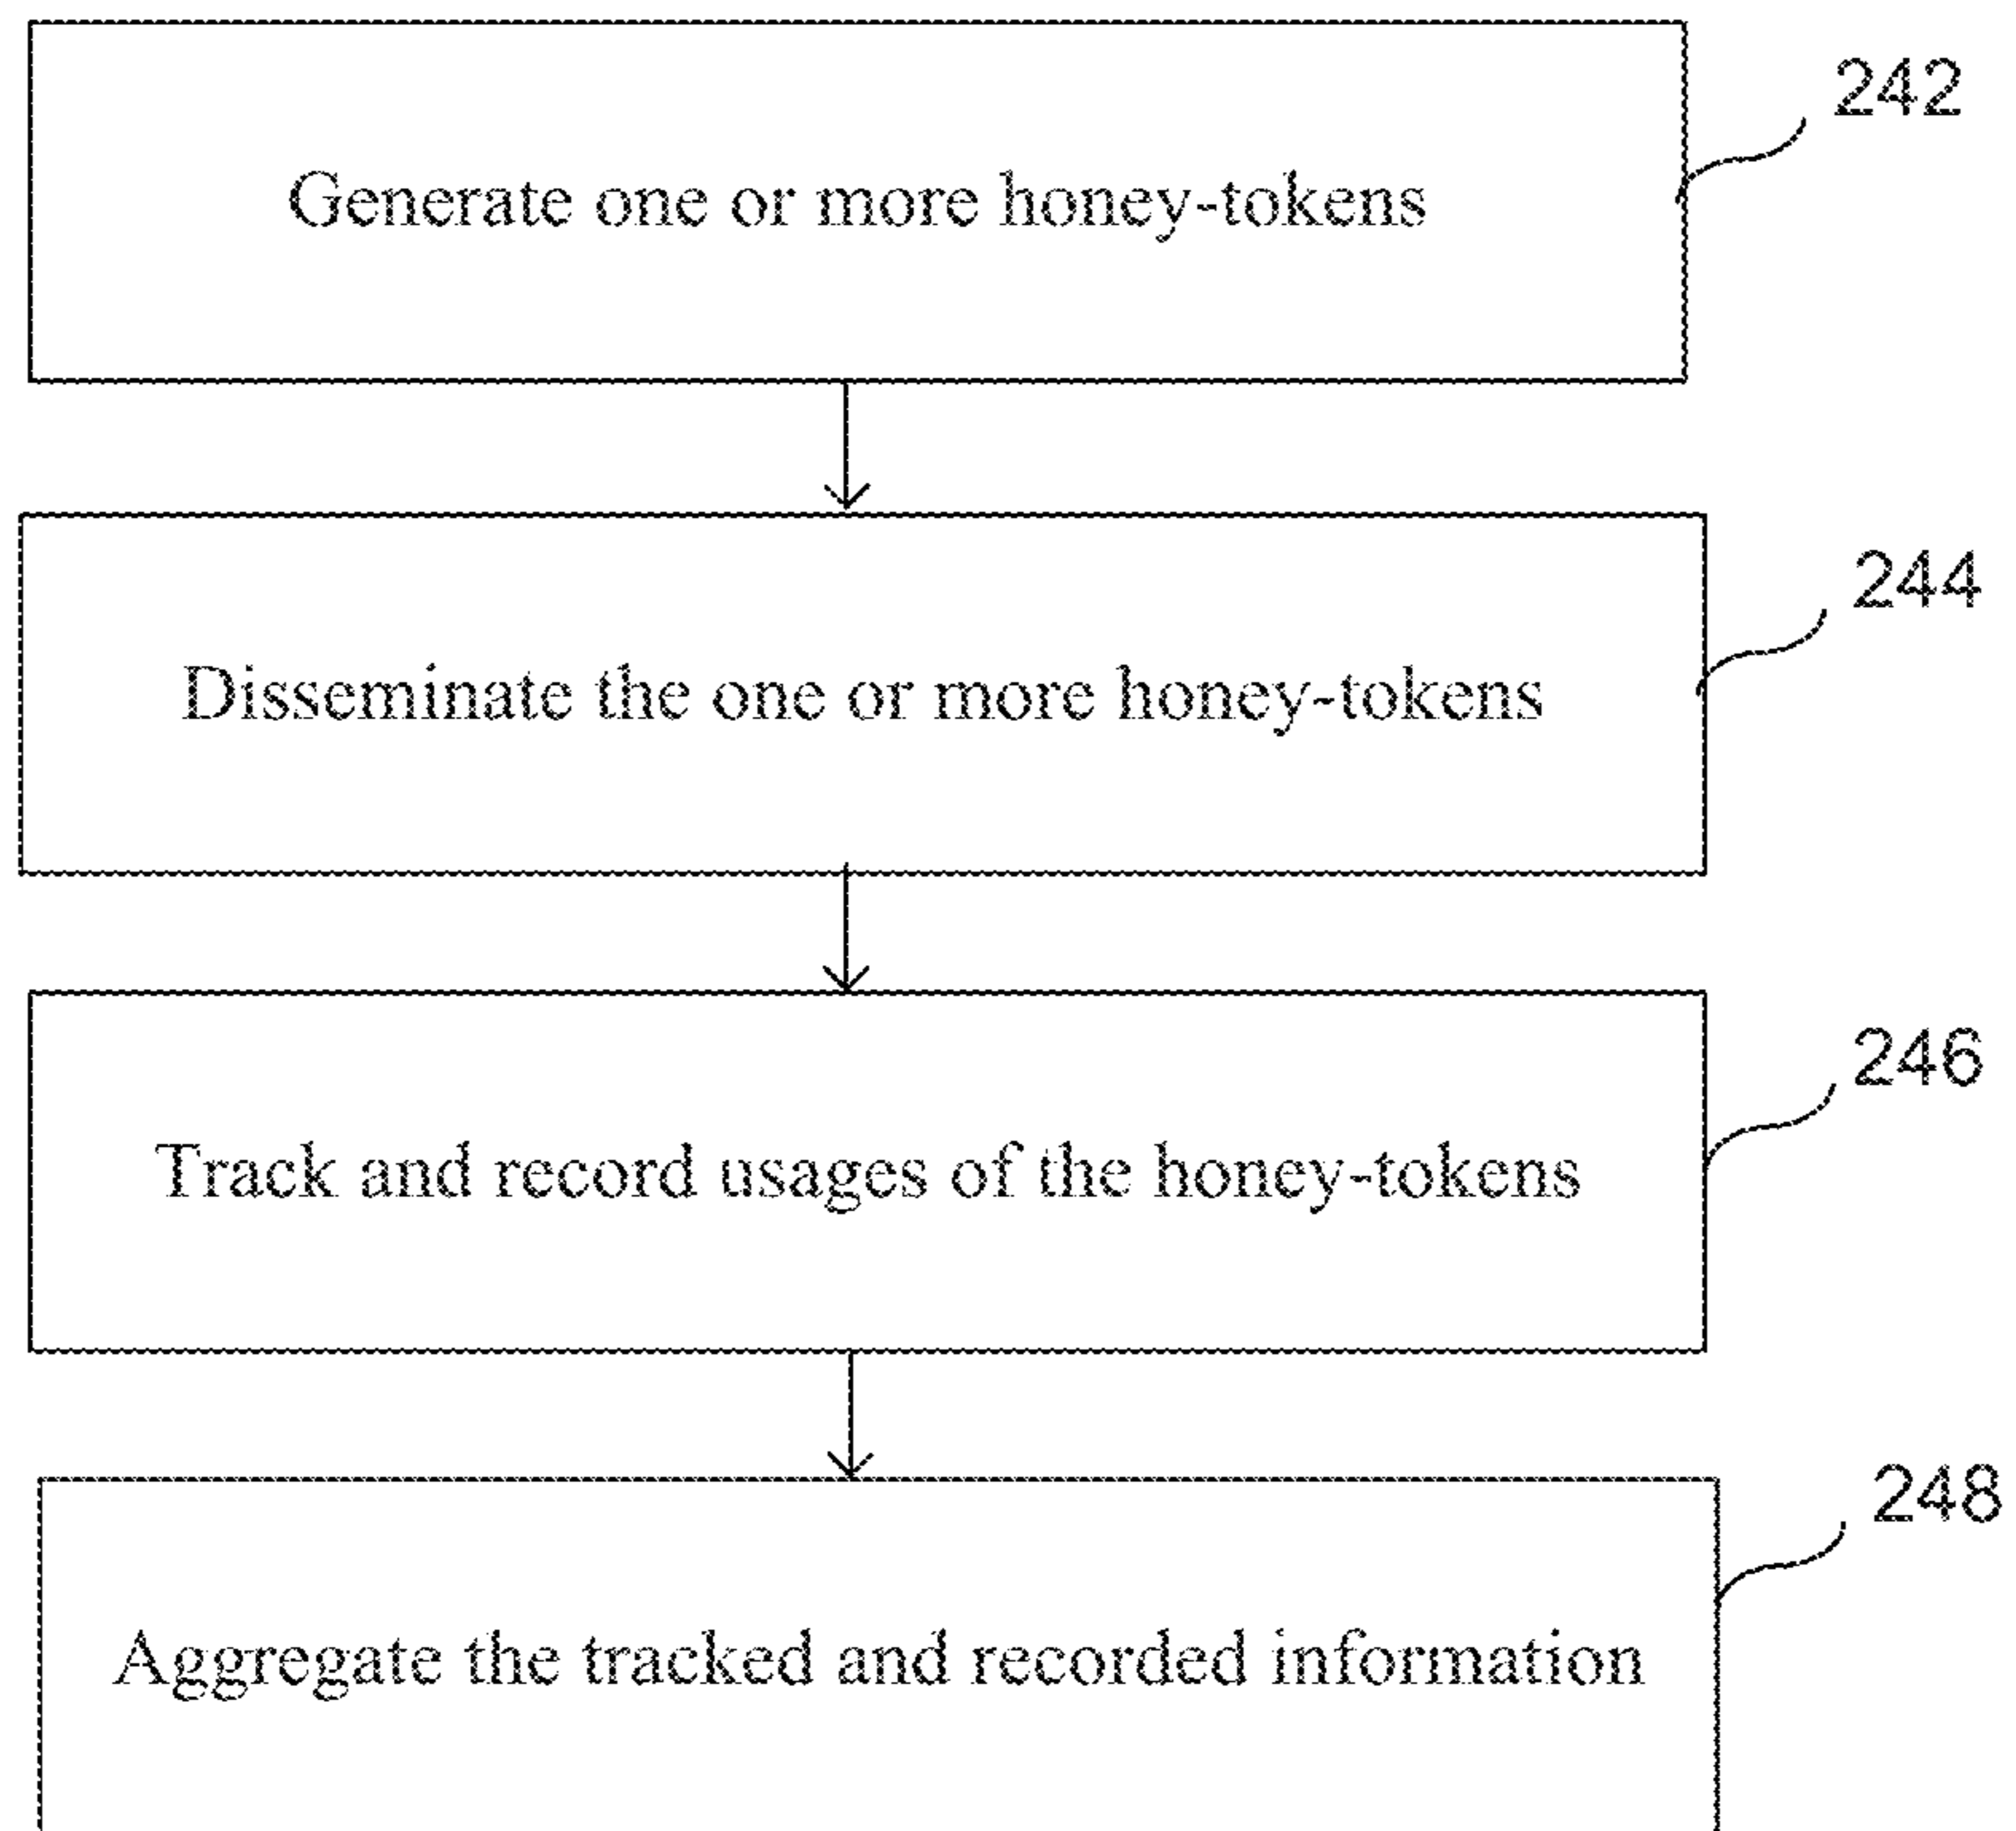 242
Generate one or more honey-tokens
244
Disseminate the one or more honey-tokens
246
Track and record usages of the honey-tokens
248
Aggregate the tracked and recorded information